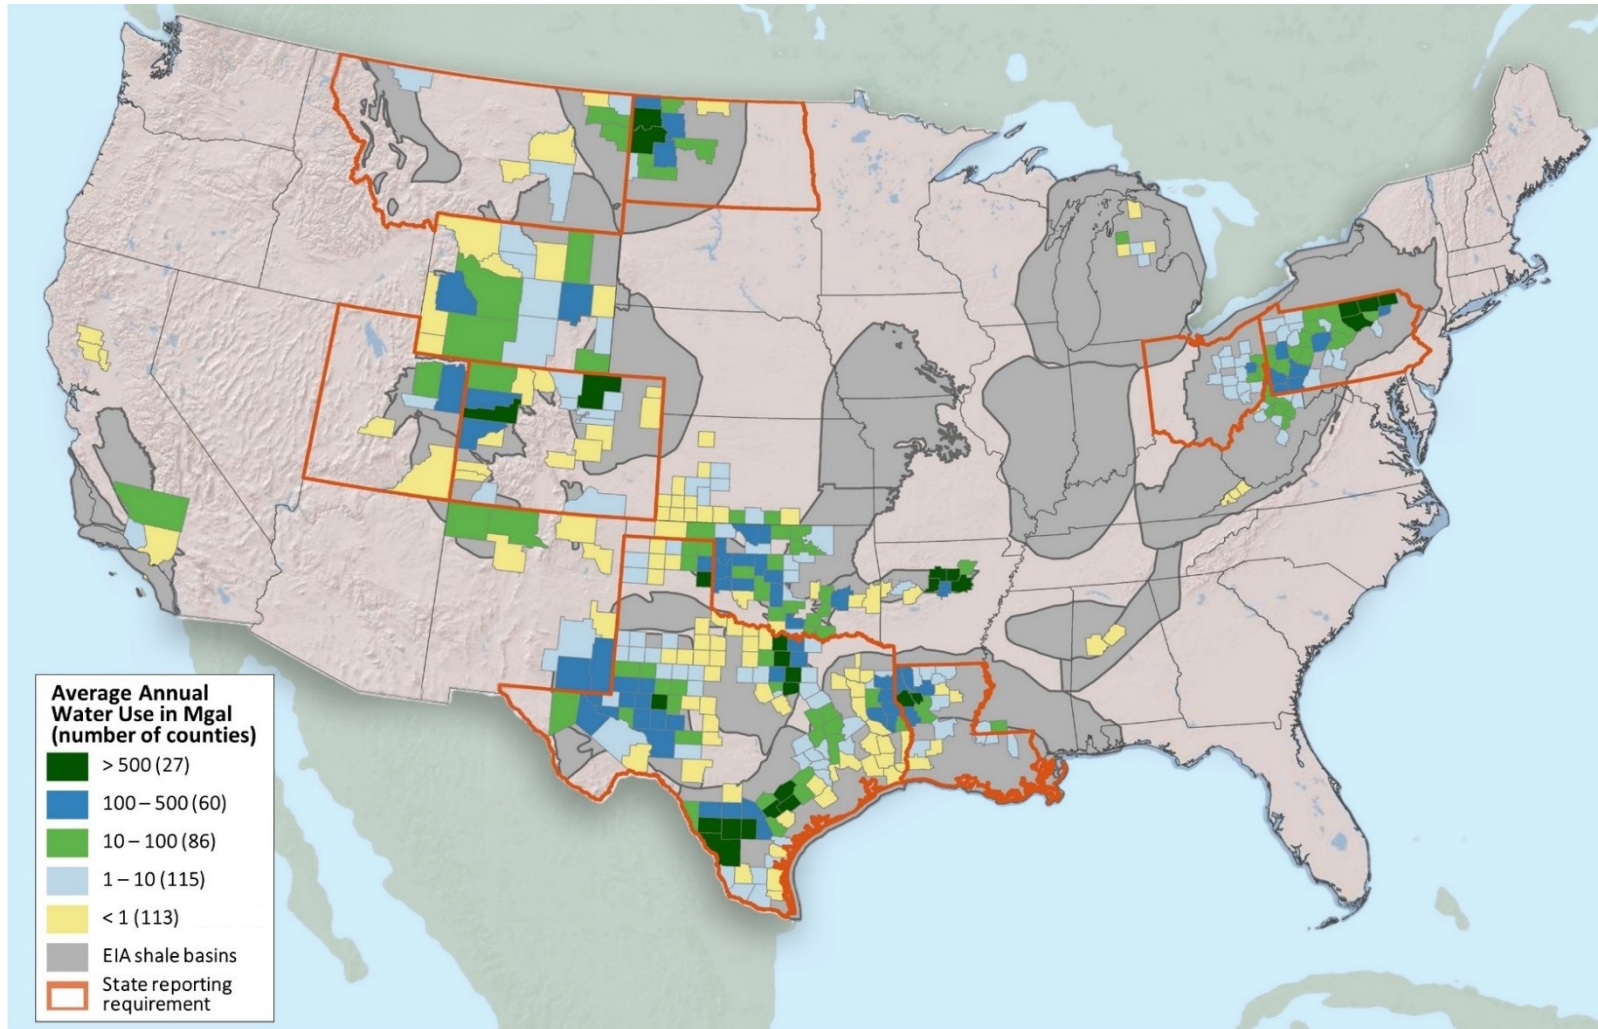 Average Annual
Water Use in Mgal
(number of counties)
> 500 (27)
100 – 500 (60)
10 – 100 (86)
1 – 10 (115)
< 1 (113)
EIA shale basins
State reporting
requirement